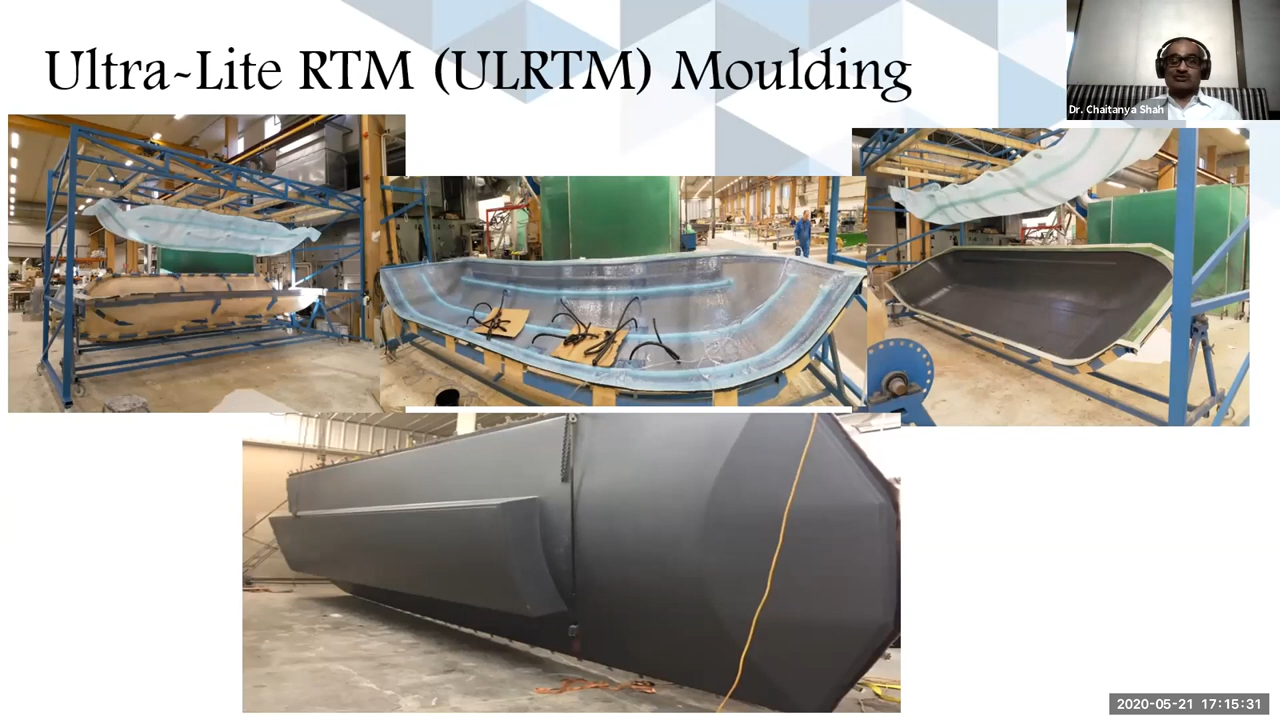 Ultra-Lite RTM (ULRTM) Moulding
Dr. Chaitanya Shah
2020-05-21 17:15:31